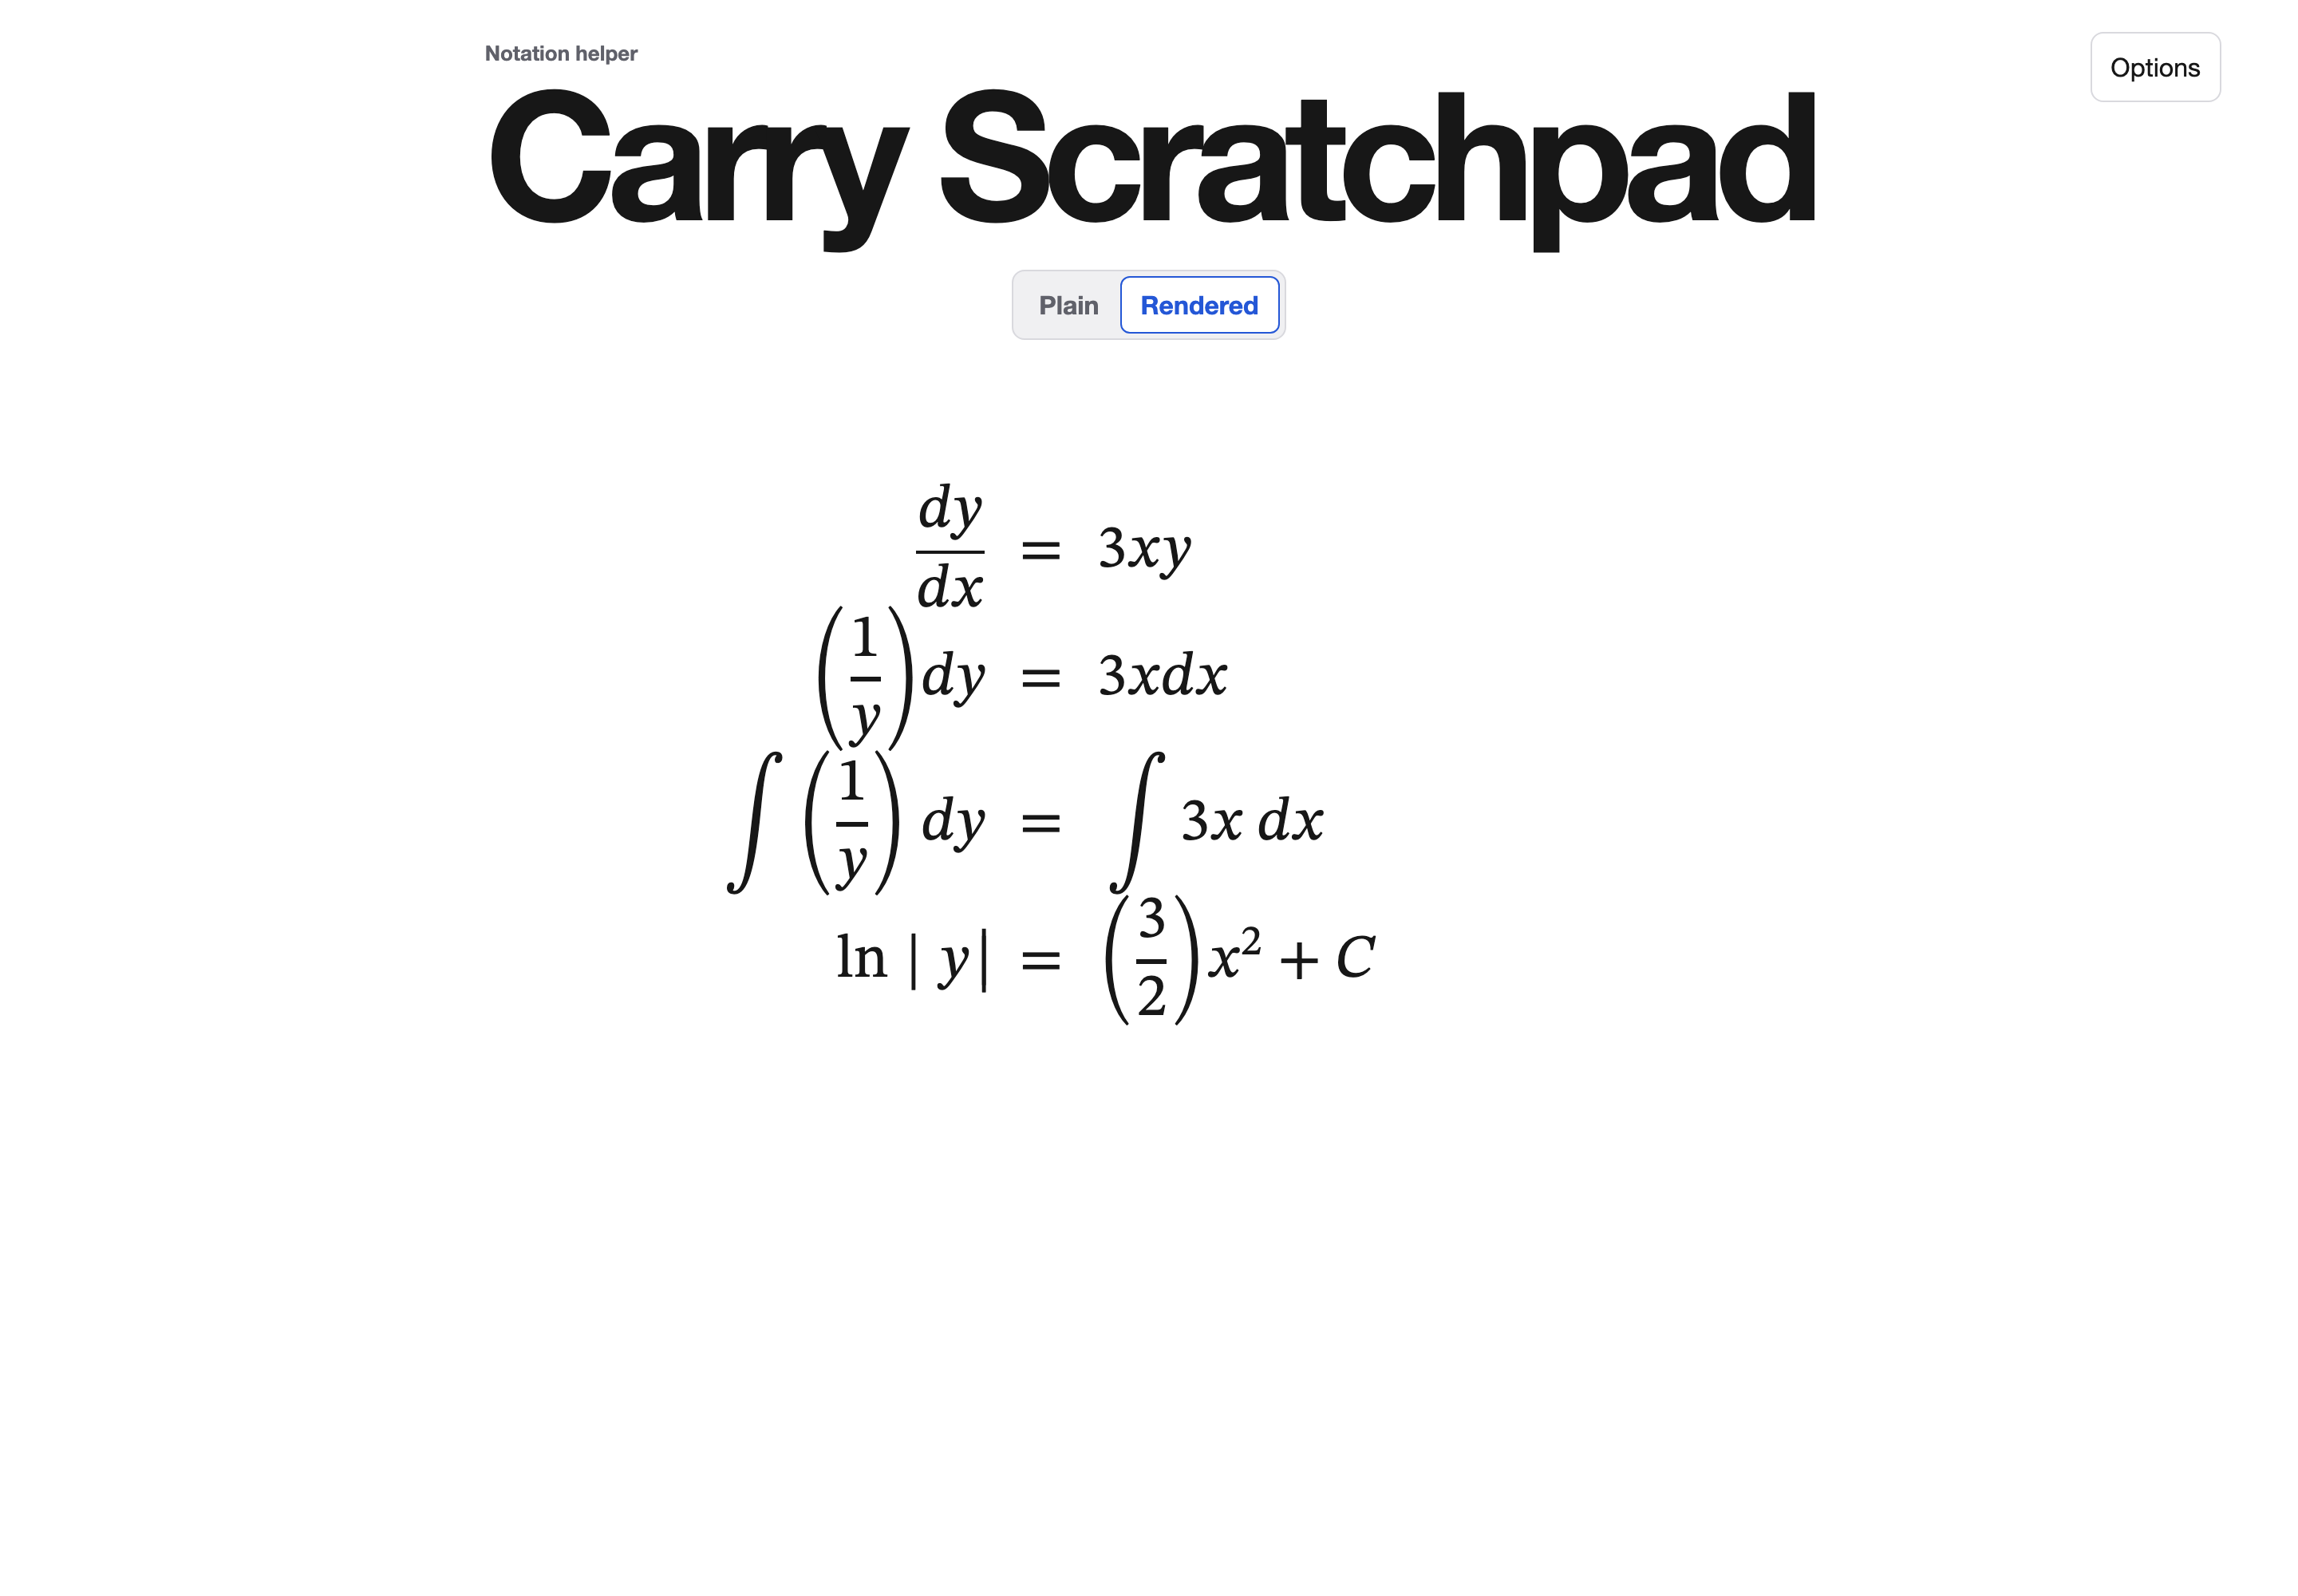 Notation helper
Options
Carry Scratchpad
Plain Rendered
dy/dx = 3xy
(1/y)dy = 3xdx
∫(1/y) dy = ∫3x dx
ln|y| = (3/2)x² + C